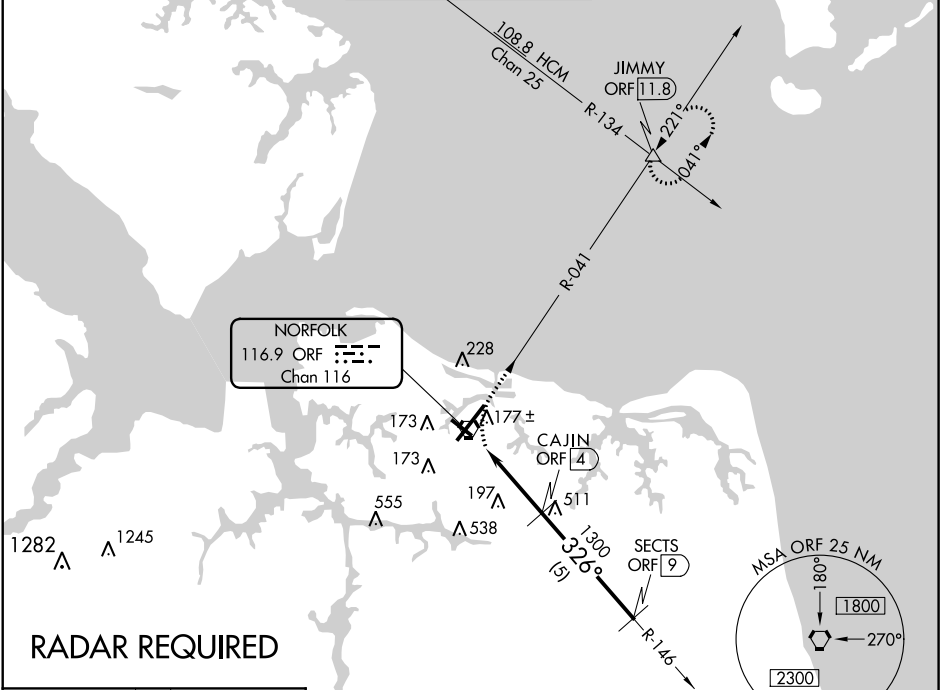 108.8 HCM
Chan 25
JIMMY
ORF 11.8
R-134
221°
041°
R-041
NORFOLK
116.9 ORF
Chan 116
228
173
177 ±
173
CAJIN
ORF 4
197
511
555
538
1282
1245
1300
326°
(5)
SECTS
ORF 9
R-146
MSA ORF 25 NM
180°
1800
270°
2300
RADAR REQUIRED